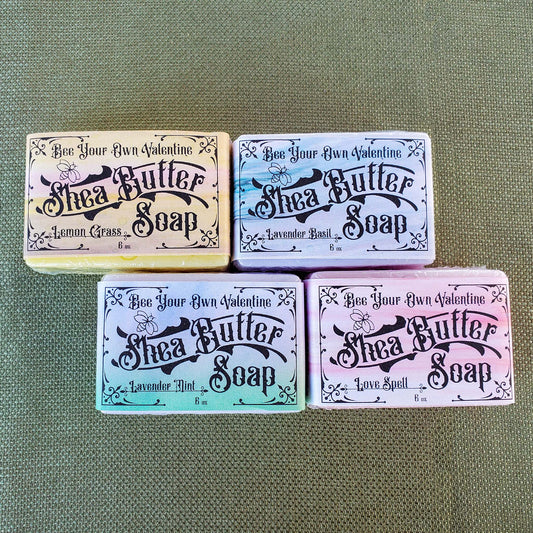 Bee Your Own Valentine
Shea Butter
Soap
Lemon Grass
6 oz
Bee Your Own Valentine
Shea Butter
Soap
Lavender Basil
6 oz
Bee Your Own Valentine
Shea Butter
Soap
Lavender Mint
6 oz
Bee Your Own Valentine
Shea Butter
Soap
Love Spell
6 oz